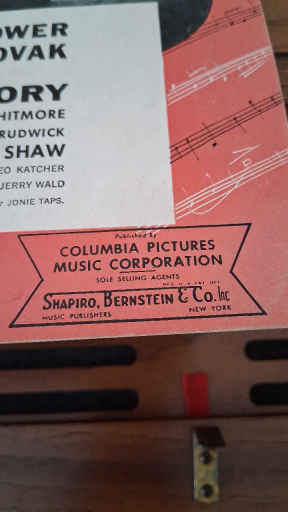 OWER
OVAK
ORY
HITMORE
RUDWICK
SHAW
EO KATCHER
JERRY WALD
JONIE TAPS.
Published by
COLUMBIA PICTURES
MUSIC CORPORATION
SOLE SELLING AGENTS
SHAPIRO, BERNSTEIN & CO. INC
MUSIC PUBLISHERS NEW YORK